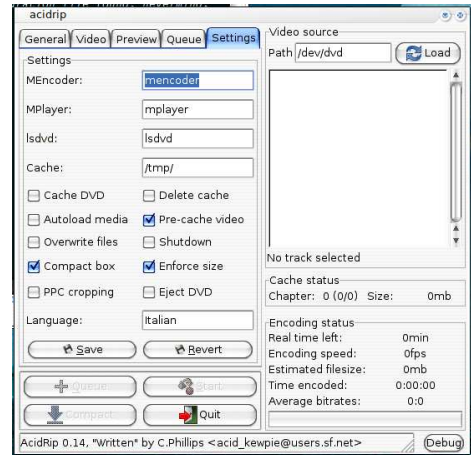 acidrip
General Video Preview Queue Settings
Settings
MEncoder: mencoder
MPlayer: mplayer
lsdvd: lsdvd
Cache: /tmp/
Cache DVD Delete cache
Autoload media Pre-cache video
Overwrite files Shutdown
Compact box Enforce size
PPC cropping Eject DVD
Language: Italian
Save Revert
Queue Start
Compact Quit
Video source
Path /dev/dvd Load
No track selected
Cache status
Chapter: 0 (0/0) Size: 0mb
Encoding status
Real time left: 0min
Encoding speed: 0fps
Estimated filesize: 0mb
Time encoded: 0:00:00
Average bitrates: 0:0
AcidRip 0.14, "Written" by C.Phillips <acid_kewpie@users.sf.net> Debug